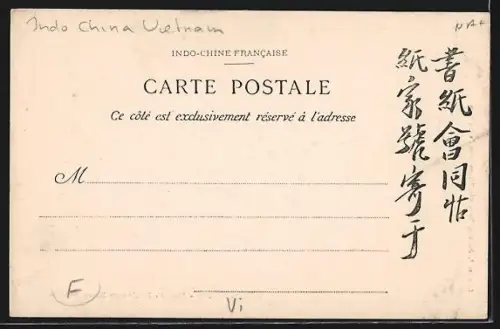 Indo China Vietnam
INDO-CHINE FRANÇAISE
CARTE POSTALE
Ce côté est exclusivement réservé à l'adresse
M
書紙會同帖
紙家號寄于
F
Vi